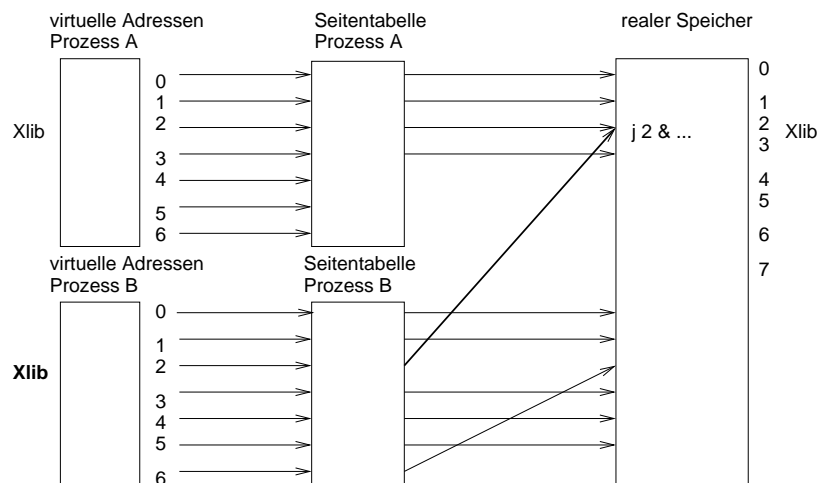 virtuelle Adressen
Prozess A
Seitentabelle
Prozess A
realer Speicher
Xlib
0
1
2
3
4
5
6
j 2 & ...
0
1
2
3
4
5
6
7
Xlib
virtuelle Adressen
Prozess B
Seitentabelle
Prozess B
Xlib
0
1
2
3
4
5
6